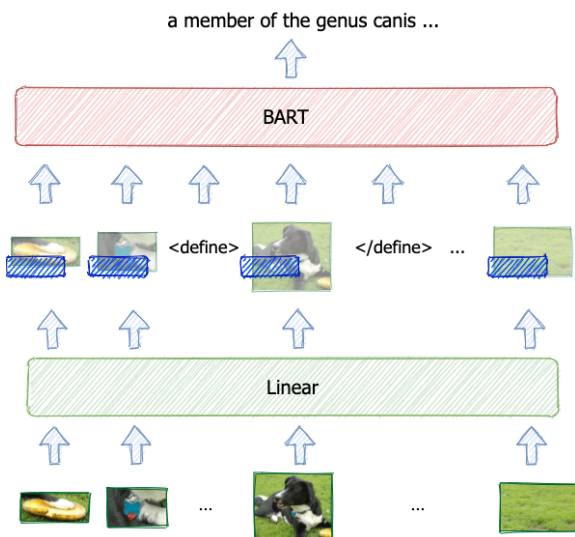 a member of the genus canis ...
BART
<define> </define> ...
Linear
... ...